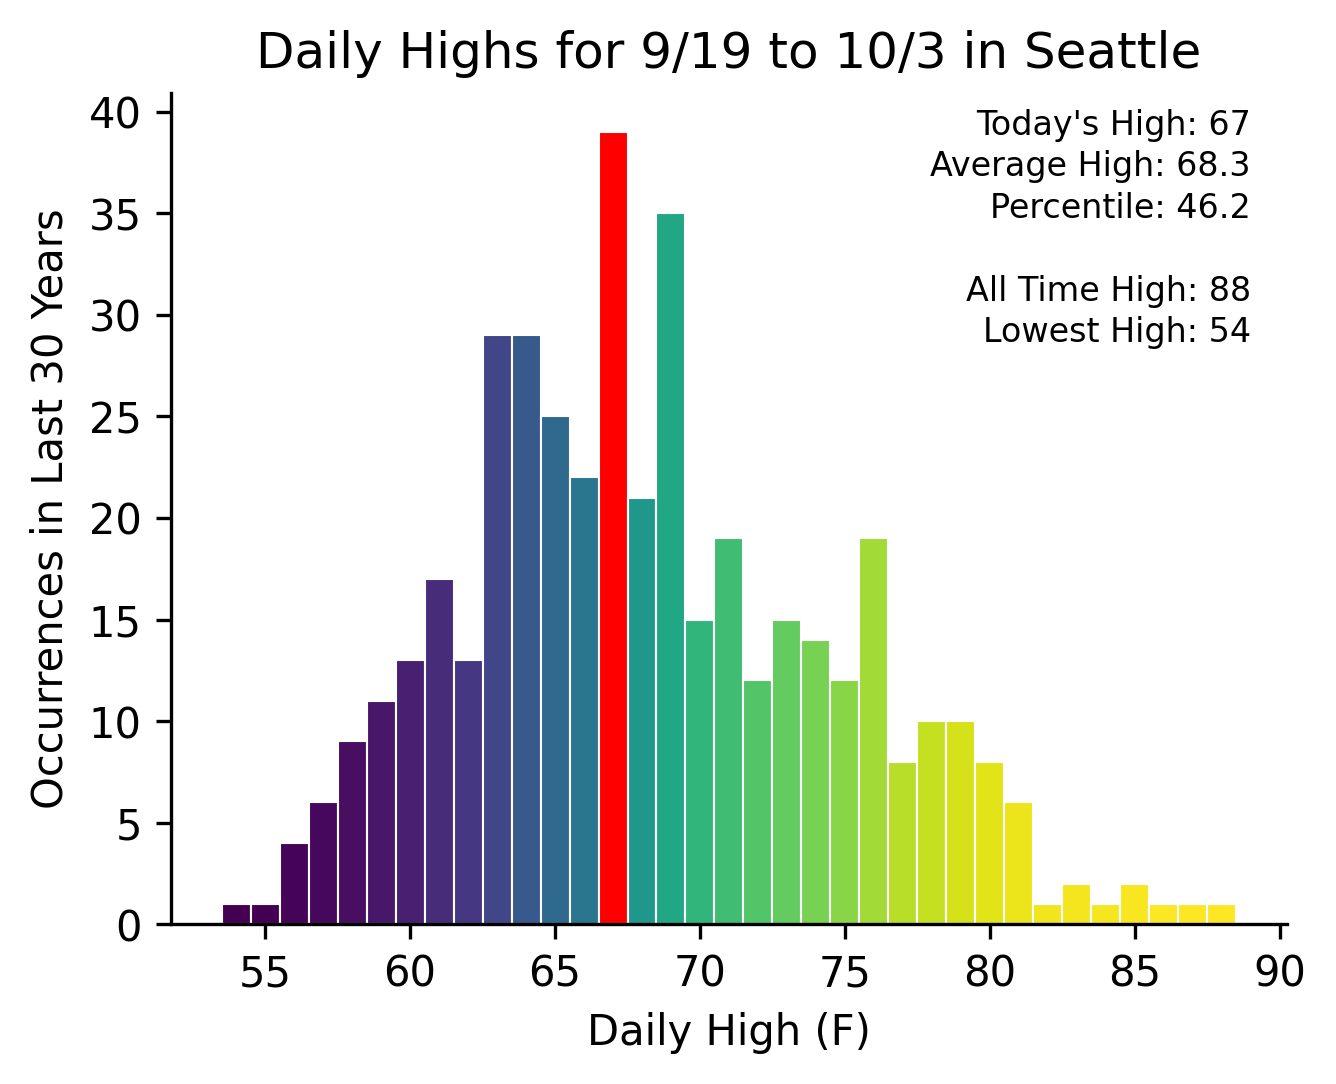 Daily Highs for 9/19 to 10/3 in Seattle
Today's High: 67
Average High: 68.3
Percentile: 46.2
All Time High: 88
Lowest High: 54
Occurrences in Last 30 Years
40
35
30
25
20
15
10
5
0
55 60 65 70 75 80 85 90
Daily High (F)